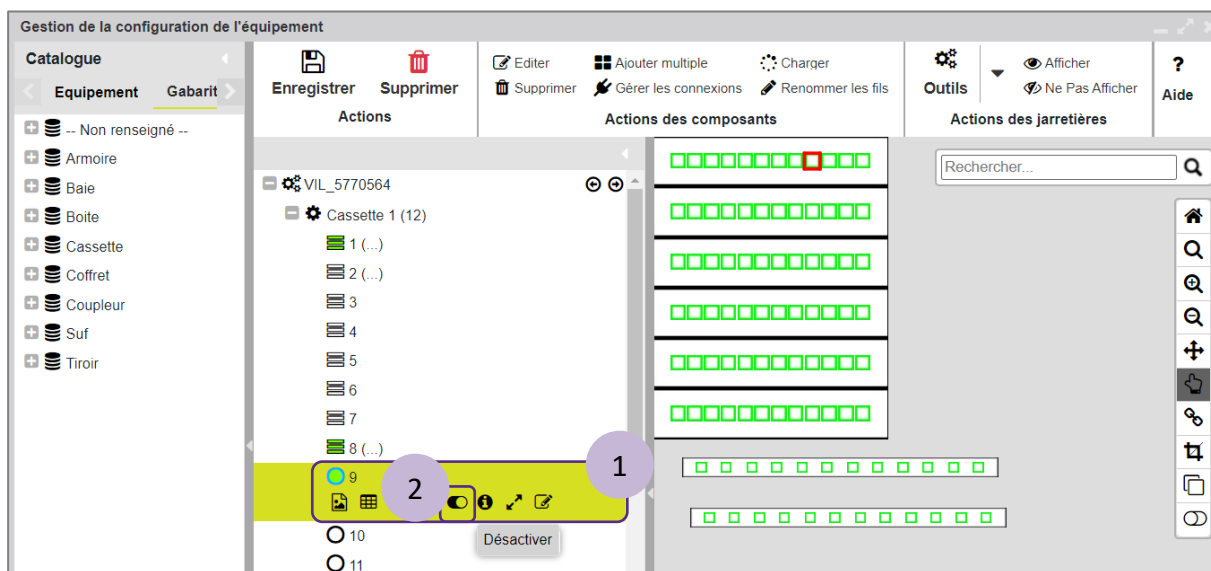 Gestion de la configuration de l'équipement
Catalogue
Equipement Gabarit
-- Non renseigné --
Armoire
Baie
Boite
Cassette
Coffret
Coupleur
Suf
Tiroir
Enregistrer Supprimer
Actions
Editer Ajouter multiple Charger
Supprimer Gérer les connexions Renommer les fils
Actions des composants
Outils Afficher
Ne Pas Afficher
Actions des jarretières
?
Aide
VIL_5770564
Cassette 1 (12)
1 (...)
2 (...)
3
4
5
6
7
8 (...)
9
10
11
1
2
Désactiver
Rechercher...